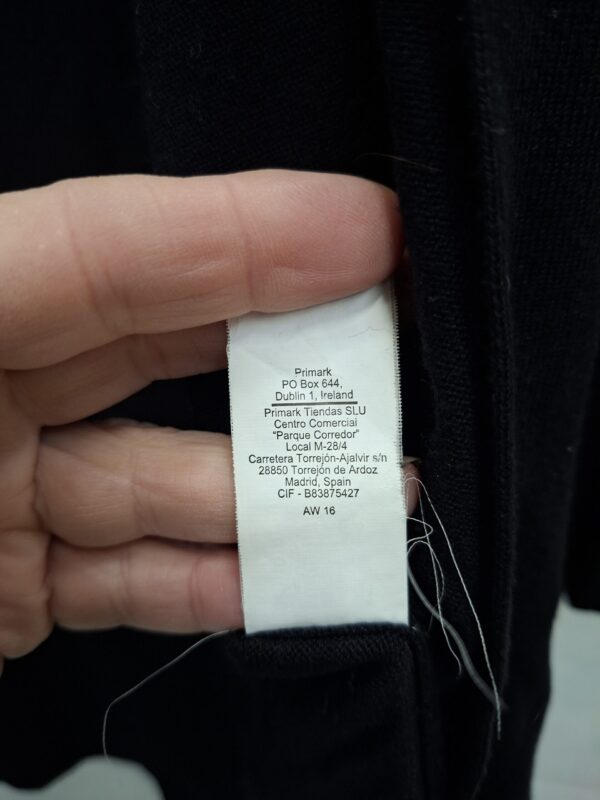 Primark
PO Box 644,
Dublin 1, Ireland
Primark Tiendas SLU
Centro Comercial
"Parque Corredor"
Local M-28/4
Carretera Torrejón-Ajalvir s/n
28850 Torrejón de Ardoz
Madrid, Spain
CIF - B83875427
AW 16